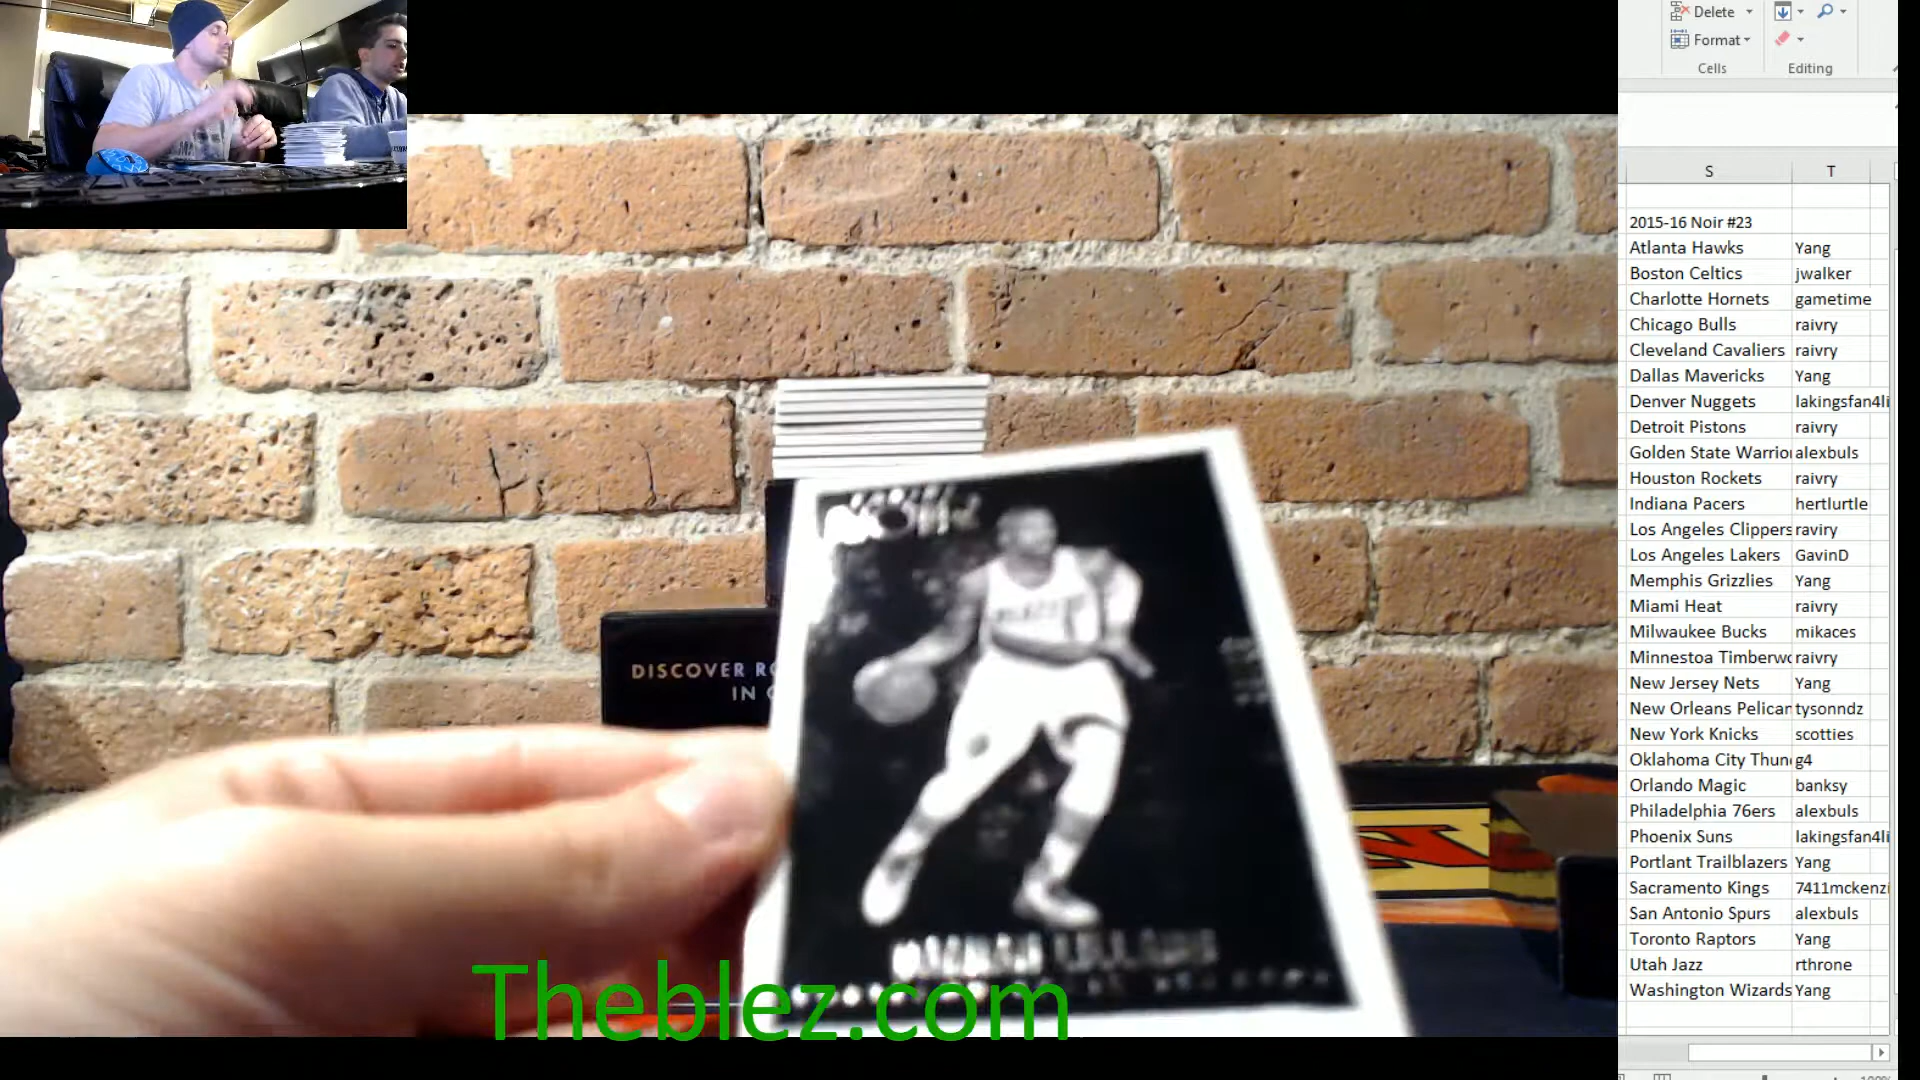 Delete
Format
Cells
Editing
S T
2015-16 Noir #23
Atlanta Hawks Yang
Boston Celtics jwalker
Charlotte Hornets gametime
Chicago Bulls raivry
Cleveland Cavaliers raivry
Dallas Mavericks Yang
Denver Nuggets lakingsfan4li
Detroit Pistons raivry
Golden State Warrio alexbuls
Houston Rockets raivry
Indiana Pacers hertlurtle
Los Angeles Clippers raviry
Los Angeles Lakers GavinD
Memphis Grizzlies Yang
Miami Heat raivry
Milwaukee Bucks mikaces
Minnestoa Timberwo raivry
New Jersey Nets Yang
New Orleans Pelican tysonndz
New York Knicks scotties
Oklahoma City Thun g4
Orlando Magic banksy
Philadelphia 76ers alexbuls
Phoenix Suns lakingsfan4li
Portlant Trailblazers Yang
Sacramento Kings 7411mckenzi
San Antonio Spurs alexbuls
Toronto Raptors Yang
Utah Jazz rthrone
Washington Wizards Yang
DISCOVER
IN
Theblez.com